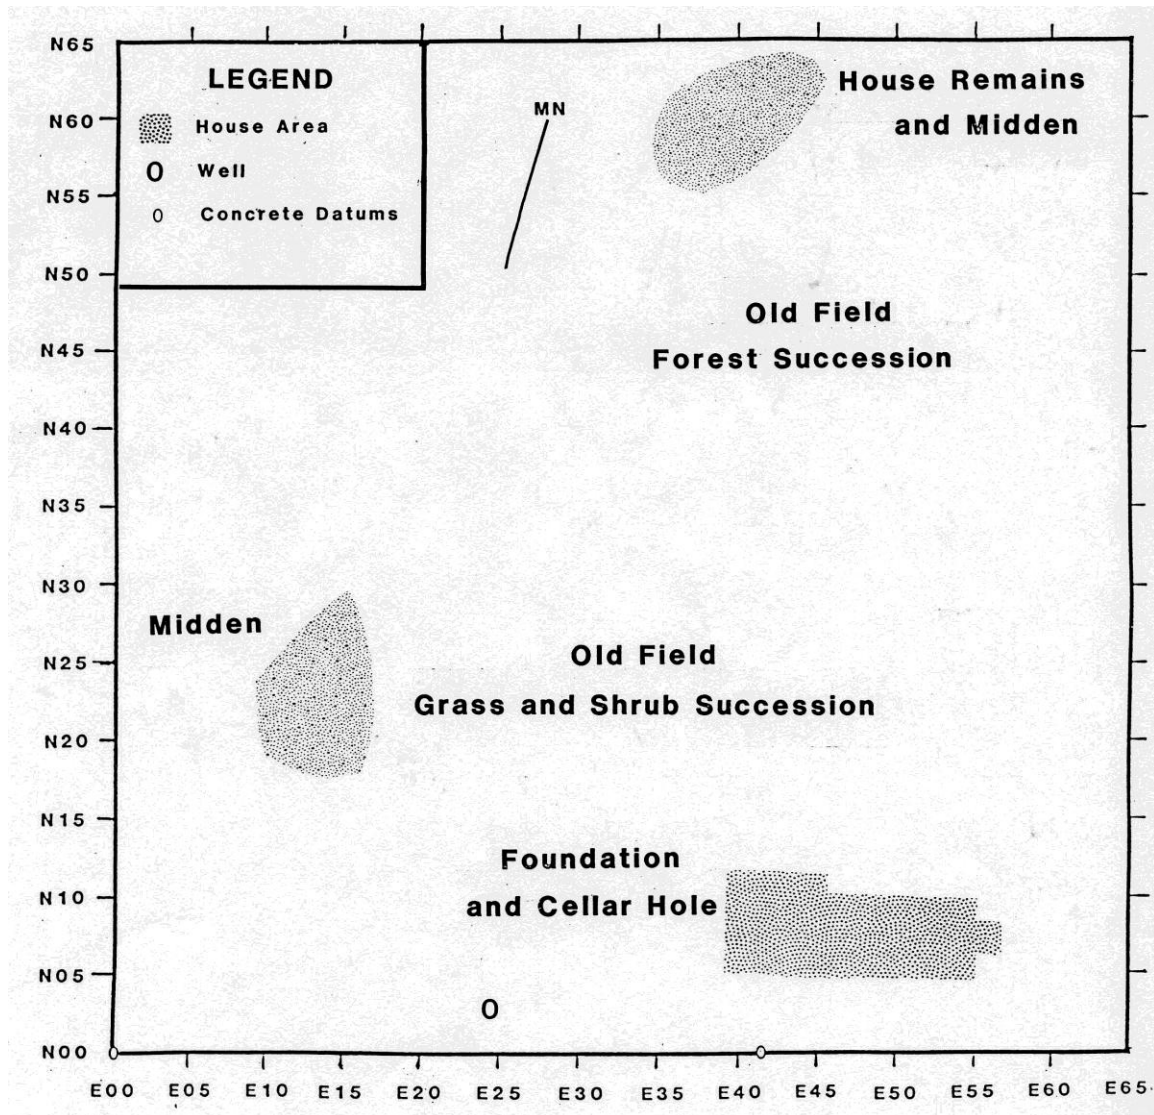 LEGEND
House Area
Well
Concrete Datums
MN
House Remains
and Midden
Old Field
Forest Succession
Midden
Old Field
Grass and Shrub Succession
Foundation
and Cellar Hole
N65
N60
N55
N50
N45
N40
N35
N30
N25
N20
N15
N10
N05
N00
E00 E05 E10 E15 E20 E25 E30 E35 E40 E45 E50 E55 E60 E65